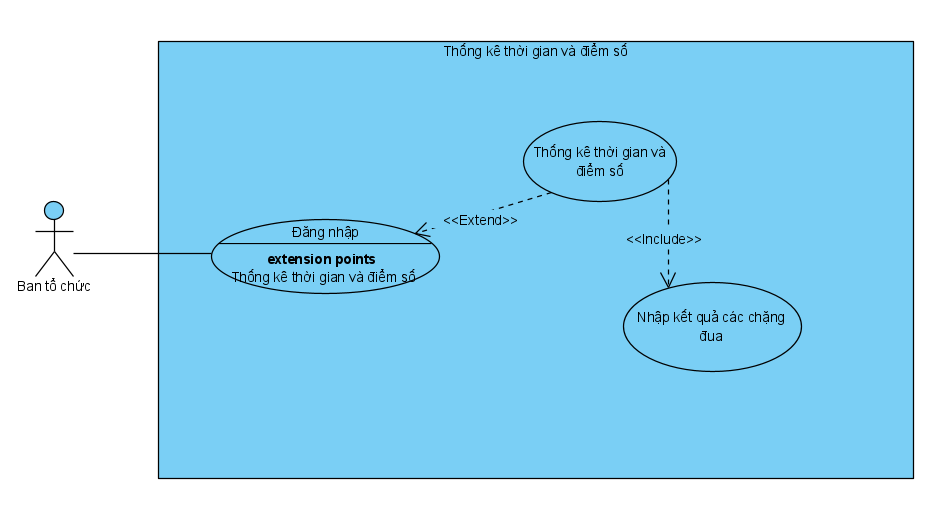 Thống kê thời gian và điểm số
Thống kê thời gian và
điểm số
<<Extend>>
Đăng nhập
extension points
Thống kê thời gian và điểm số
<<Include>>
Ban tổ chức
Nhập kết quả các chặng
đua